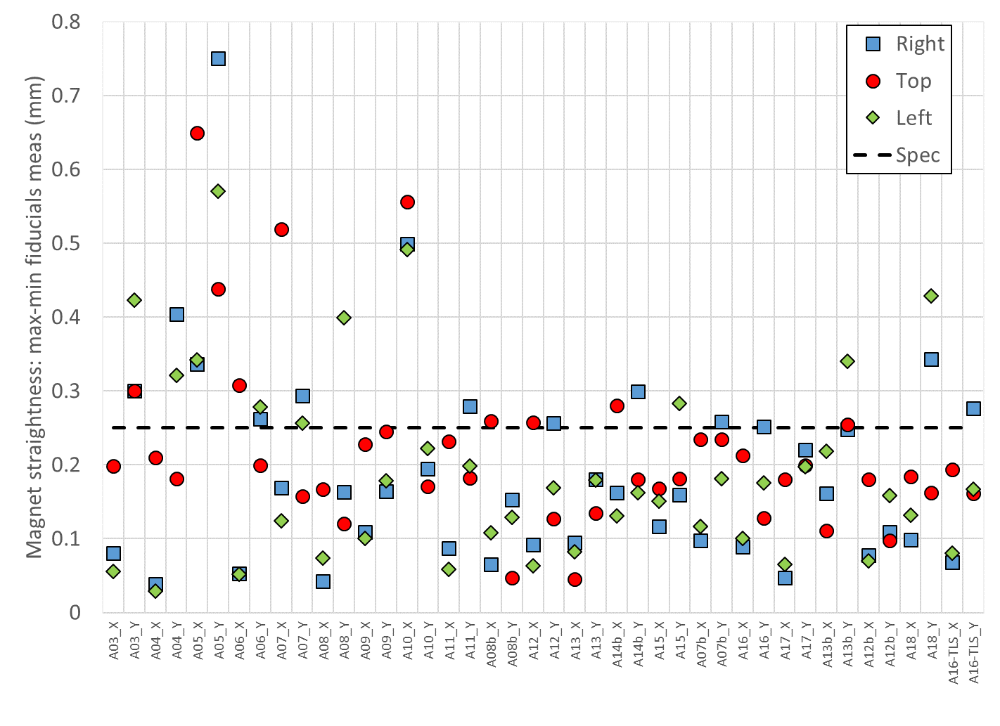 0.8
0.7
0.6
0.5
0.4
0.3
0.2
0.1
0
Magnet straightness: max-min fiducials meas (mm)
Right
Top
Left
Spec
A03_X
A03_Y
A04_X
A04_Y
A05_X
A05_Y
A06_X
A06_Y
A07_X
A07_Y
A08_X
A08_Y
A09_X
A09_Y
A10_X
A10_Y
A11_X
A11_Y
A08b_X
A08b_Y
A12_X
A12_Y
A13_X
A13_Y
A14b_X
A14b_Y
A15_X
A15_Y
A07b_X
A07b_Y
A16_X
A16_Y
A17_X
A17_Y
A13b_X
A13b_Y
A12b_X
A12b_Y
A18_X
A18_Y
A16-TLS_X
A16-TLS_Y